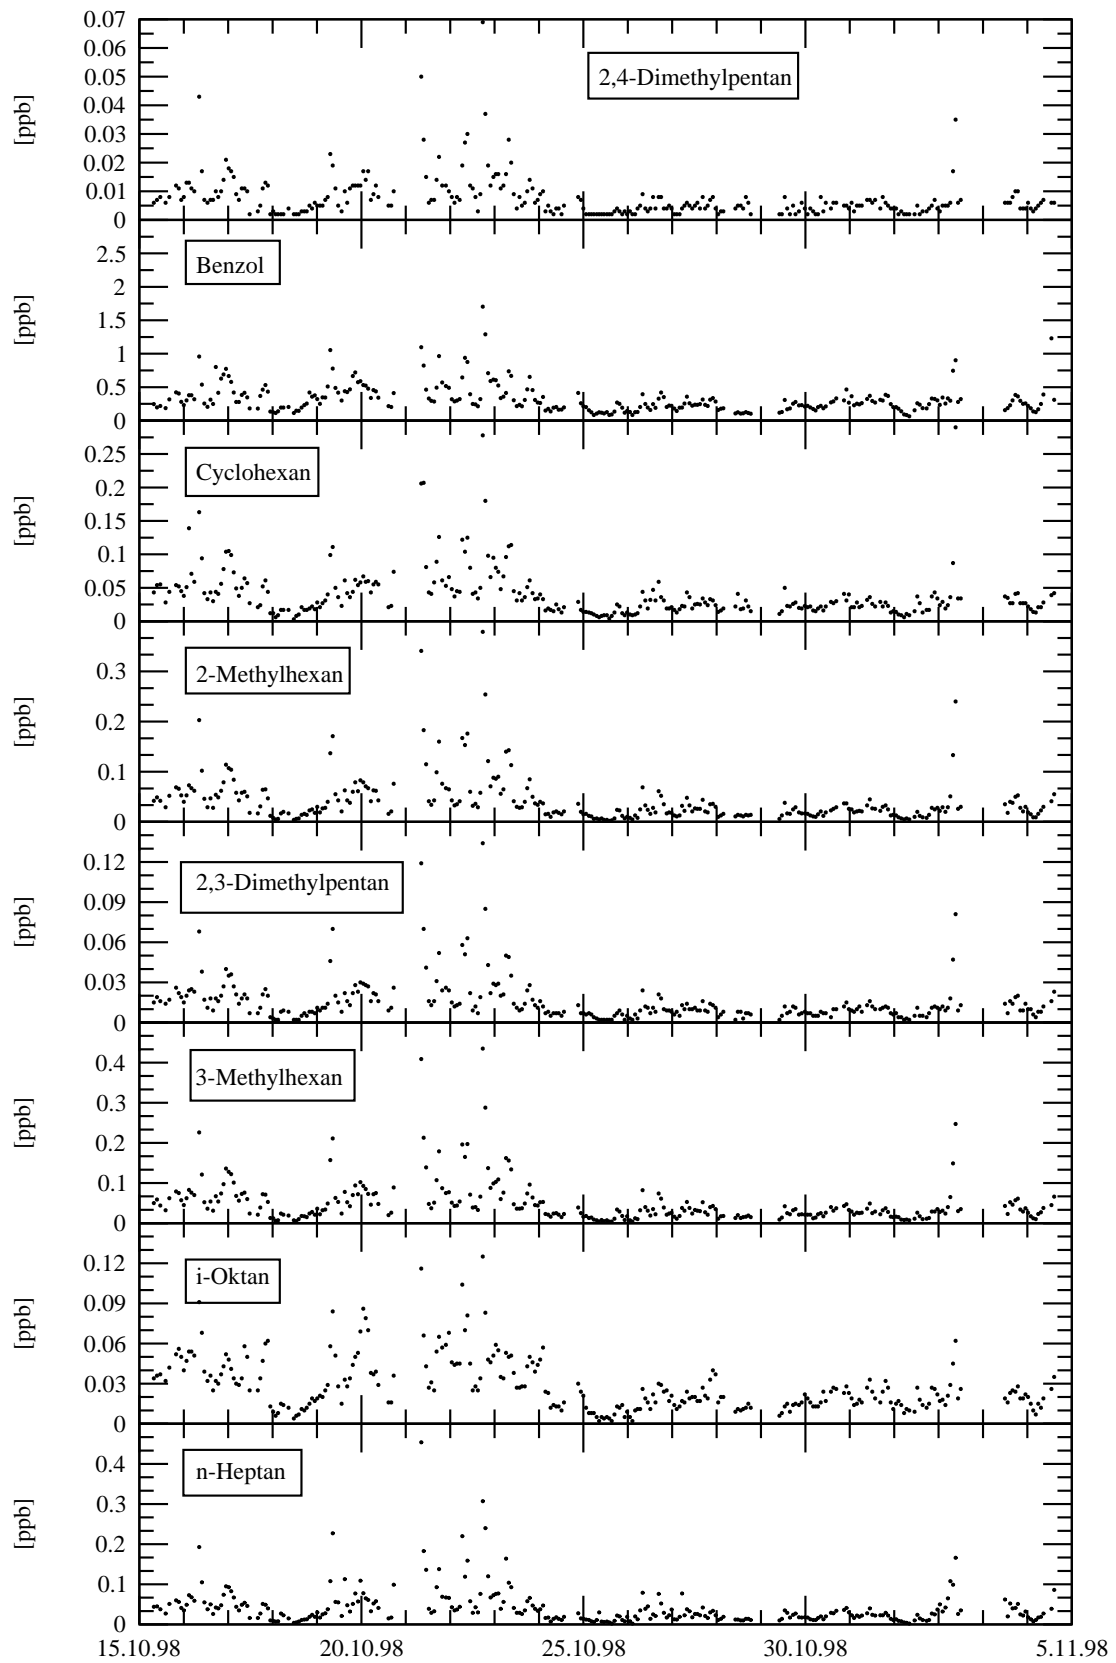 0.07
0.06
0.05
0.04
0.03
0.02
0.01
0
[ppb]
2,4-Dimethylpentan
2.5
2
1.5
1
0.5
0
[ppb]
Benzol
0.25
0.2
0.15
0.1
0.05
0
[ppb]
Cyclohexan
0.3
0.2
0.1
0
[ppb]
2-Methylhexan
0.12
0.09
0.06
0.03
0
[ppb]
2,3-Dimethylpentan
0.4
0.3
0.2
0.1
0
[ppb]
3-Methylhexan
0.12
0.09
0.06
0.03
0
[ppb]
i-Oktan
0.4
0.3
0.2
0.1
0
[ppb]
n-Heptan
15.10.98 20.10.98 25.10.98 30.10.98 5.11.98